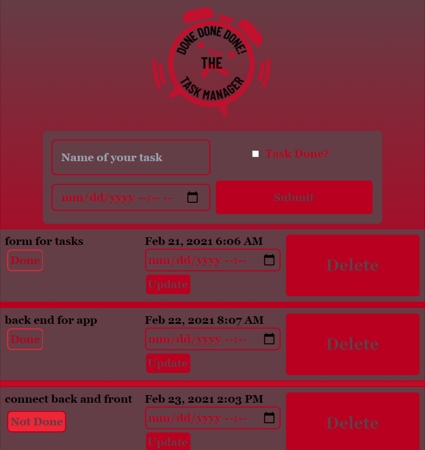 DONE DONE DONE!
THE
TASK MANAGER
Name of your task
Task Done?
mm/dd/yyyy --:-- --
Submit
form for tasks
Feb 21, 2021 6:06 AM
Done
mm/dd/yyyy --:-- --
Update
Delete
back end for app
Feb 22, 2021 8:07 AM
Done
mm/dd/yyyy --:-- --
Update
Delete
connect back and front
Feb 23, 2021 2:03 PM
Not Done
mm/dd/yyyy --:-- --
Update
Delete